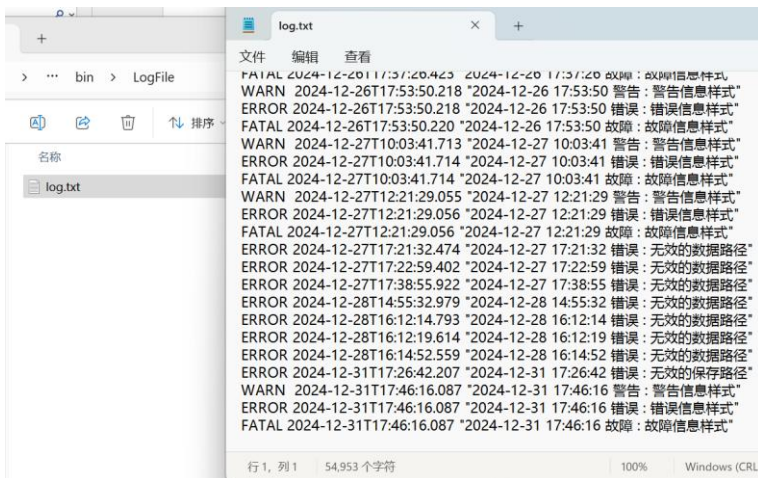 log.txt
文件 编辑 查看
bin > LogFile
排序
名称
log.txt
FATAL 2024-12-26T17:37:26.423 "2024-12-26 17:37:26 故障 : 故障信息样式"
WARN 2024-12-26T17:53:50.218 "2024-12-26 17:53:50 警告 : 警告信息样式"
ERROR 2024-12-26T17:53:50.218 "2024-12-26 17:53:50 错误 : 错误信息样式"
FATAL 2024-12-26T17:53:50.220 "2024-12-26 17:53:50 故障 : 故障信息样式"
WARN 2024-12-27T10:03:41.713 "2024-12-27 10:03:41 警告 : 警告信息样式"
ERROR 2024-12-27T10:03:41.714 "2024-12-27 10:03:41 错误 : 错误信息样式"
FATAL 2024-12-27T10:03:41.714 "2024-12-27 10:03:41 故障 : 故障信息样式"
WARN 2024-12-27T12:21:29.055 "2024-12-27 12:21:29 警告 : 警告信息样式"
ERROR 2024-12-27T12:21:29.056 "2024-12-27 12:21:29 错误 : 错误信息样式"
FATAL 2024-12-27T12:21:29.056 "2024-12-27 12:21:29 故障 : 故障信息样式"
ERROR 2024-12-27T17:21:32.474 "2024-12-27 17:21:32 错误 : 无效的数据路径"
ERROR 2024-12-27T17:22:59.402 "2024-12-27 17:22:59 错误 : 无效的数据路径"
ERROR 2024-12-27T17:38:55.922 "2024-12-27 17:38:55 错误 : 无效的数据路径"
ERROR 2024-12-28T14:55:32.979 "2024-12-28 14:55:32 错误 : 无效的数据路径"
ERROR 2024-12-28T16:12:14.793 "2024-12-28 16:12:14 错误 : 无效的数据路径"
ERROR 2024-12-28T16:12:19.614 "2024-12-28 16:12:19 错误 : 无效的数据路径"
ERROR 2024-12-28T16:14:52.559 "2024-12-28 16:14:52 错误 : 无效的数据路径"
ERROR 2024-12-31T17:26:42.207 "2024-12-31 17:26:42 错误 : 无效的保存路径"
WARN 2024-12-31T17:46:16.087 "2024-12-31 17:46:16 警告 : 警告信息样式"
ERROR 2024-12-31T17:46:16.087 "2024-12-31 17:46:16 错误 : 错误信息样式"
FATAL 2024-12-31T17:46:16.087 "2024-12-31 17:46:16 故障 : 故障信息样式"
行 1, 列 1 54,953 个字符 100% Windows (CRL